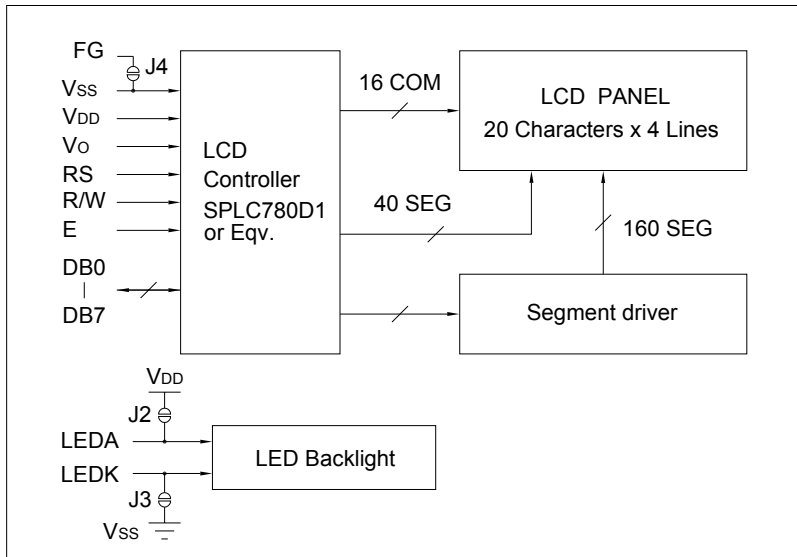 FG
J4
VSS
VDD
VO
RS
R/W
E
DB0
DB7
LCD
Controller
SPLC780D1
or Eqv.
16 COM
40 SEG
LCD PANEL
20 Characters x 4 Lines
160 SEG
Segment driver
VDD
J2
LEDA
LEDK
J3
VSS
LED Backlight